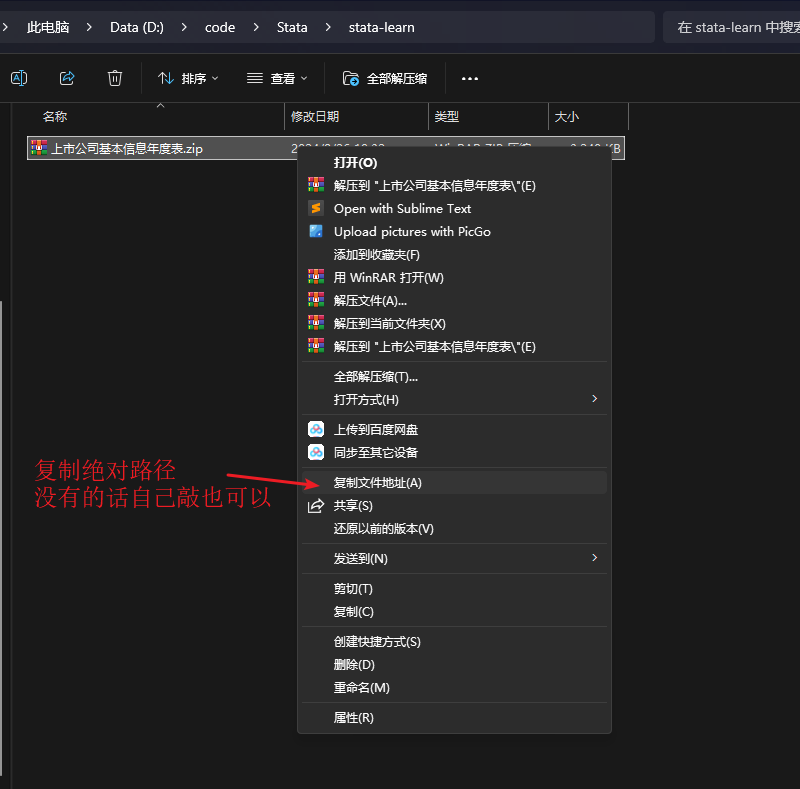 此电脑 > Data (D:) > code > Stata > stata-learn
在 stata-learn 中搜索
排序 查看 全部解压缩 ...
名称 修改日期 类型 大小
上市公司基本信息年度表.zip
打开(O)
解压到 "上市公司基本信息年度表\"(E)
Open with Sublime Text
Upload pictures with PicGo
添加到收藏夹(F)
用 WinRAR 打开(W)
解压文件(A)...
解压到当前文件夹(X)
解压到 "上市公司基本信息年度表\"(E)
全部解压缩(T)...
打开方式(H)
上传到百度网盘
同步至其它设备
复制绝对路径
没有的话自己敲也可以
复制文件地址(A)
共享(S)
还原以前的版本(V)
发送到(N)
剪切(T)
复制(C)
创建快捷方式(S)
删除(D)
重命名(M)
属性(R)